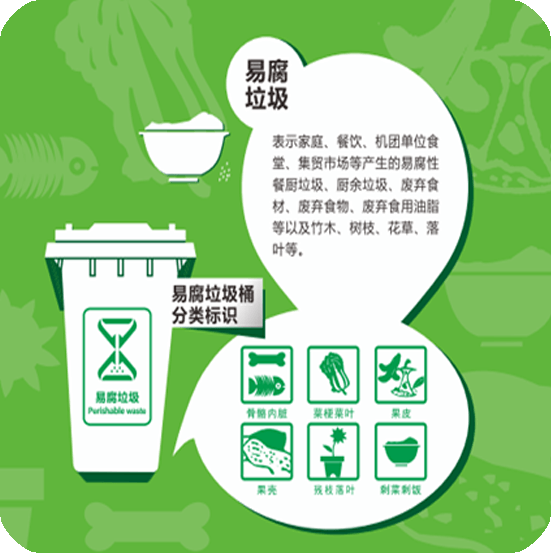 易腐
垃圾
表示家庭、餐饮、机团单位食
堂、集贸市场等产生的易腐性
餐厨垃圾、厨余垃圾、废弃食
材、废弃食物、废弃食用油脂
等以及竹木、树枝、花草、落
叶等。
易腐垃圾桶
分类标识
易腐垃圾
Perishable waste
骨骼内脏
菜梗菜叶
果皮
果壳
残枝落叶
剩菜剩饭